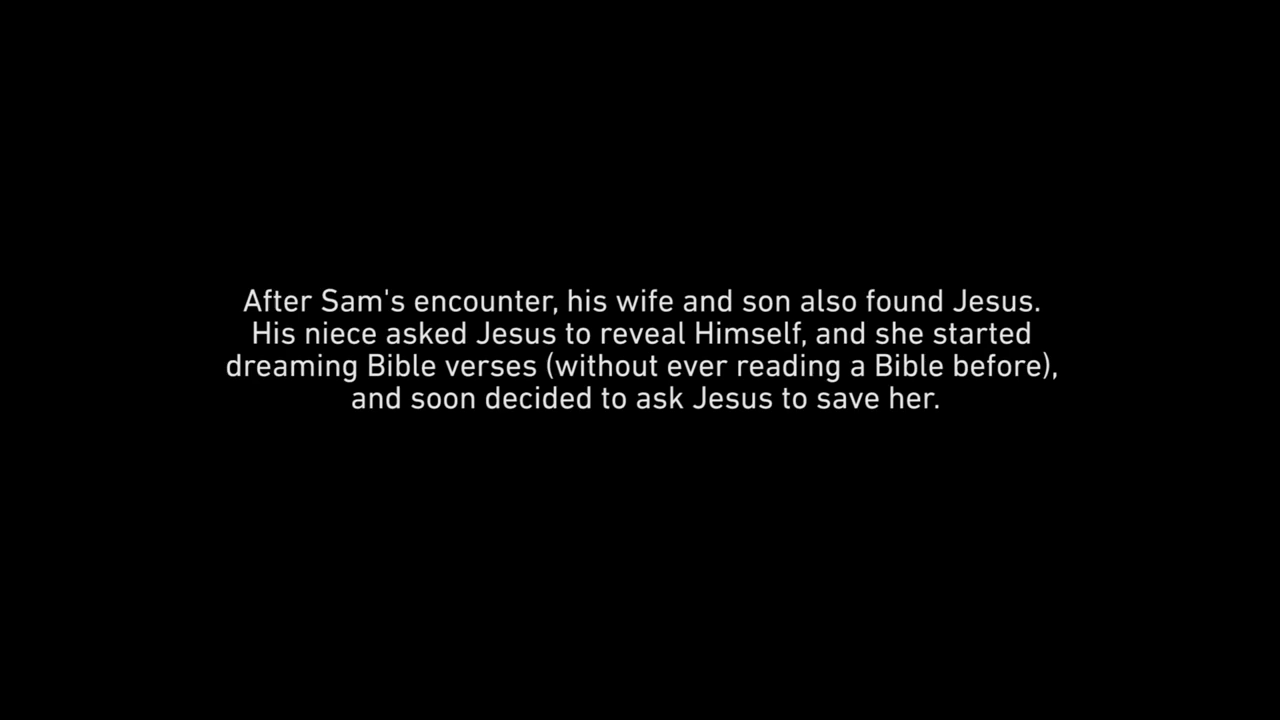 After Sam's encounter, his wife and son also found Jesus.
His niece asked Jesus to reveal Himself, and she started
dreaming Bible verses (without ever reading a Bible before),
and soon decided to ask Jesus to save her.